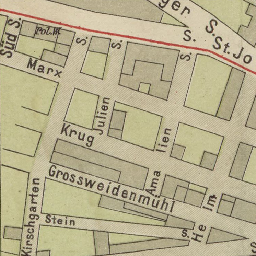 ger S.
S. St. Jo
Süd S.
Pol. W.
S.
S.
S.
Marx
Julien
Krug
Ama
lien
Grossweidenmühl
Kirschgarten
Stein
S.
He
im